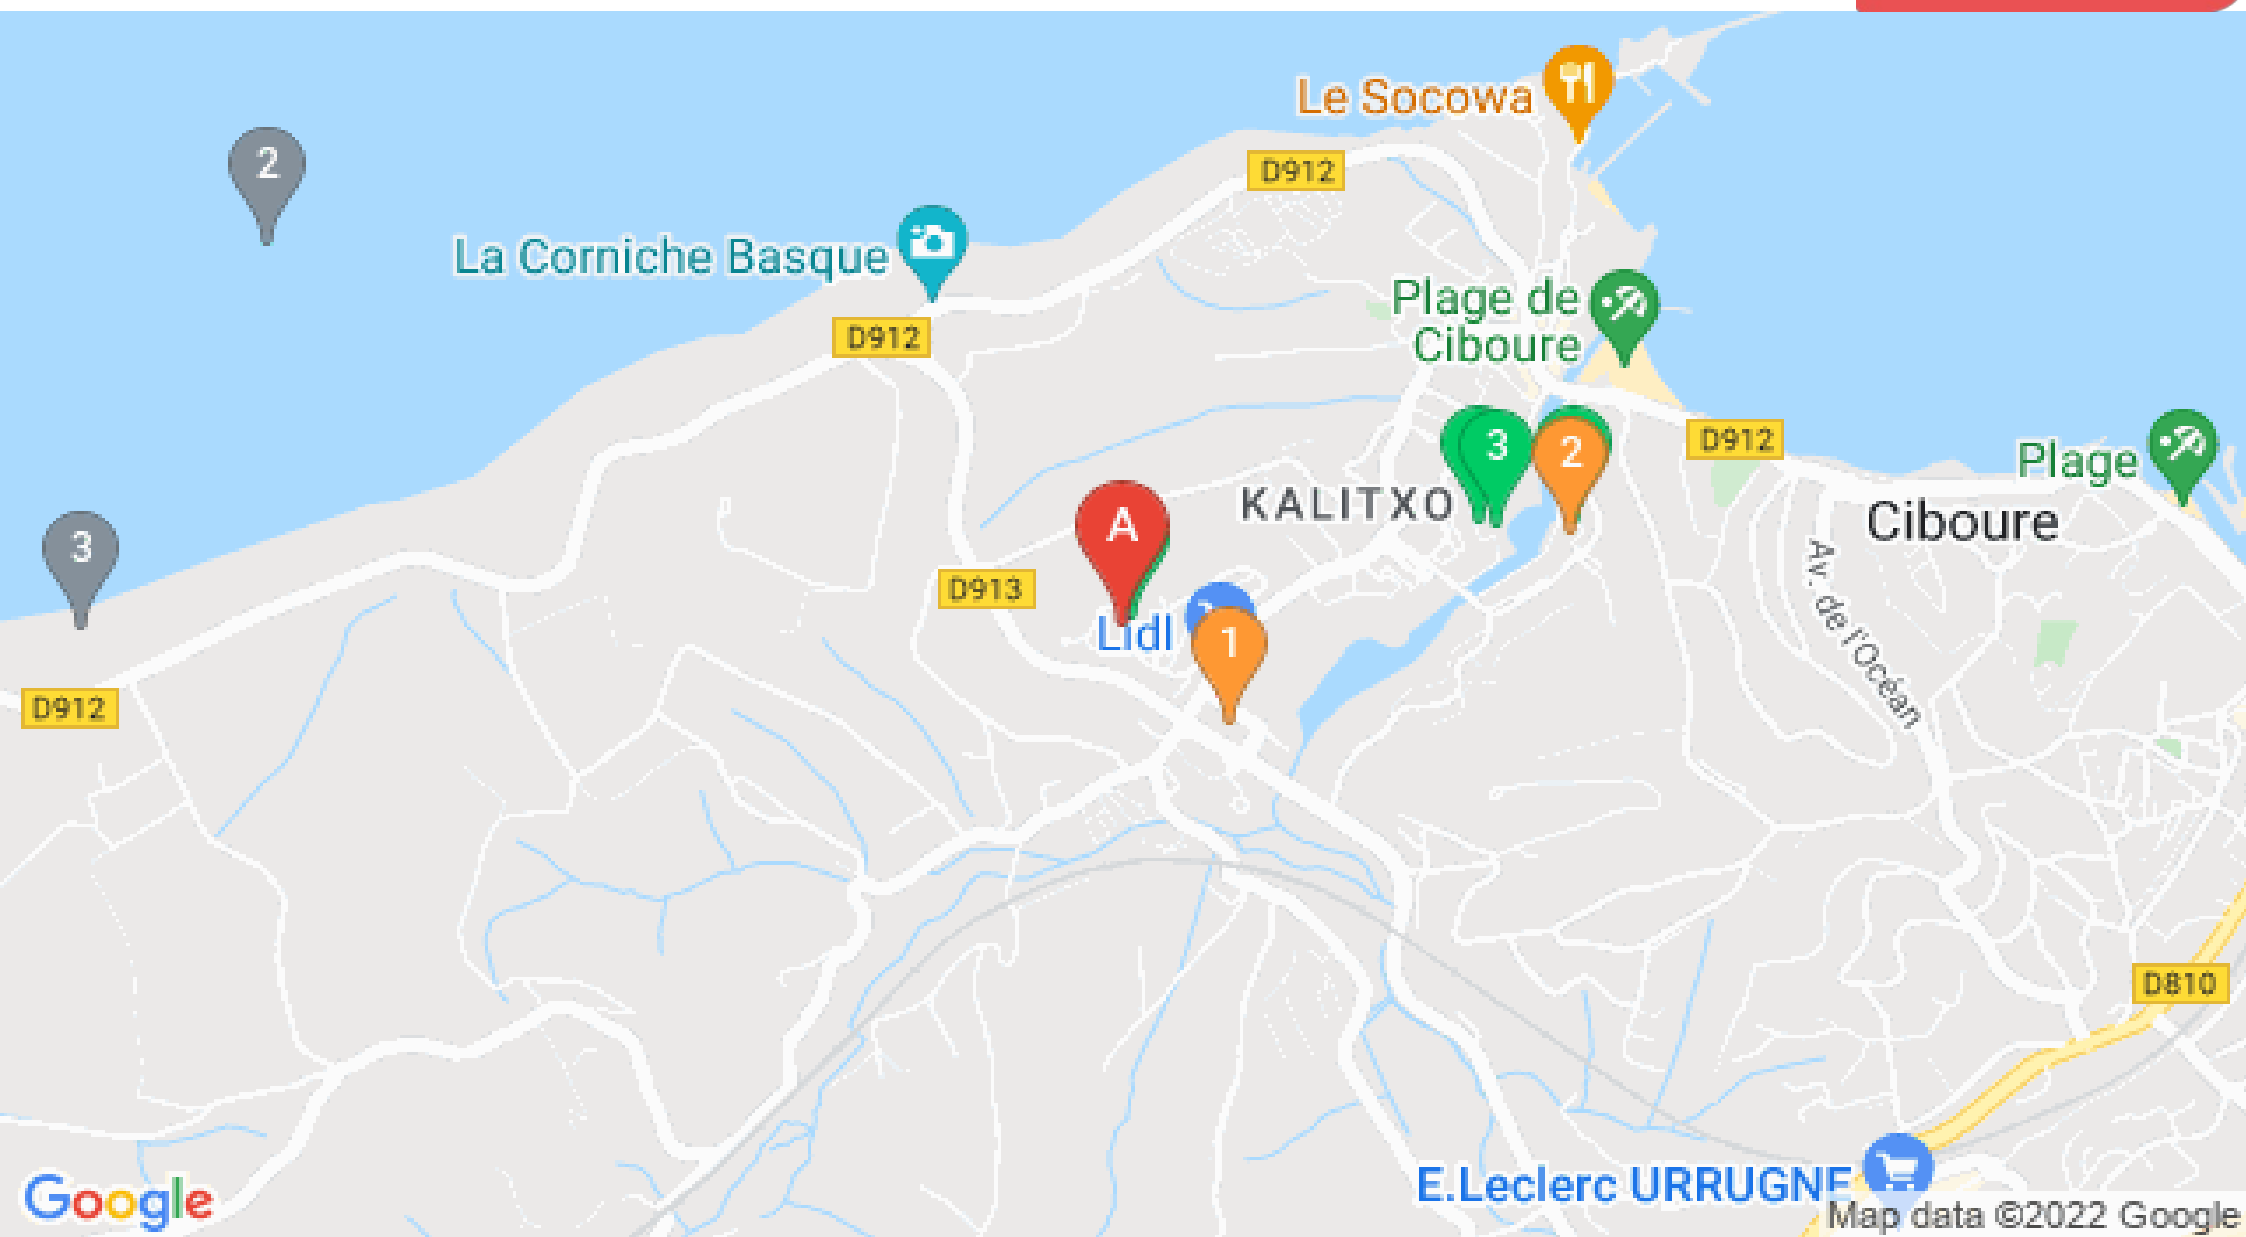 Le Socowa
D912
2
La Corniche Basque
Plage de
Ciboure
D912
3
2
D912
Plage
KALITXO
Ciboure
A
3
D913
Av. de l'Océan
Lidl
1
D912
D810
E.Leclerc URRUGNE
Google
Map data ©2022 Google